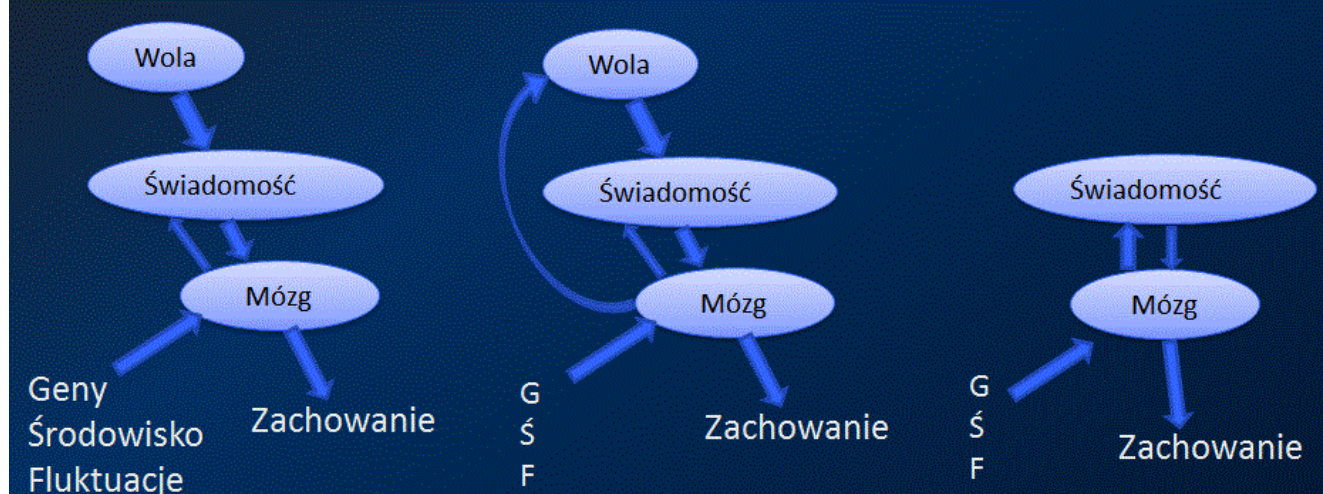 Wola
Świadomość
Mózg
Geny
Środowisko
Fluktuacje
Zachowanie
Wola
Świadomość
Mózg
G
Ś
F
Zachowanie
Świadomość
Mózg
G
Ś
F
Zachowanie